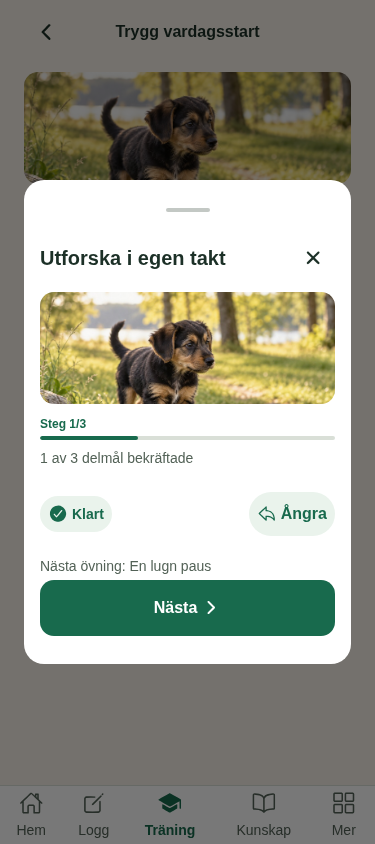 Trygg vardagsstart
Utforska i egen takt
Steg 1/3
1 av 3 delmål bekräftade
Klart
Ångra
Nästa övning: En lugn paus
Nästa
Hem
Logg
Träning
Kunskap
Mer